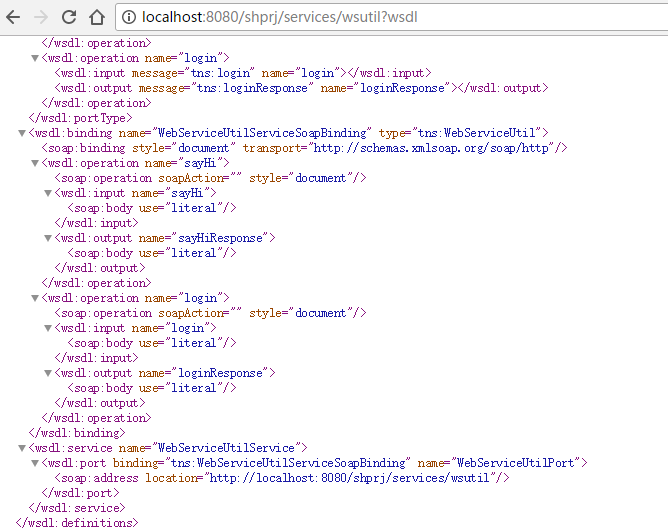 localhost:8080/shprj/services/wsutil?wsdl
</wsdl:operation>
<wsdl:operation name="login">
<wsdl:input message="tns:login" name="login"></wsdl:input>
<wsdl:output message="tns:loginResponse" name="loginResponse"></wsdl:output>
</wsdl:operation>
</wsdl:portType>
<wsdl:binding name="WebServiceUtilServiceSoapBinding" type="tns:WebServiceUtil">
<soap:binding style="document" transport="http://schemas.xmlsoap.org/soap/http"/>
<wsdl:operation name="sayHi">
<soap:operation soapAction="" style="document"/>
<wsdl:input name="sayHi">
<soap:body use="literal"/>
</wsdl:input>
<wsdl:output name="sayHiResponse">
<soap:body use="literal"/>
</wsdl:output>
</wsdl:operation>
<wsdl:operation name="login">
<soap:operation soapAction="" style="document"/>
<wsdl:input name="login">
<soap:body use="literal"/>
</wsdl:input>
<wsdl:output name="loginResponse">
<soap:body use="literal"/>
</wsdl:output>
</wsdl:operation>
</wsdl:binding>
<wsdl:service name="WebServiceUtilService">
<wsdl:port binding="tns:WebServiceUtilServiceSoapBinding" name="WebServiceUtilPort">
<soap:address location="http://localhost:8080/shprj/services/wsutil"/>
</wsdl:port>
</wsdl:service>
</wsdl:definitions>